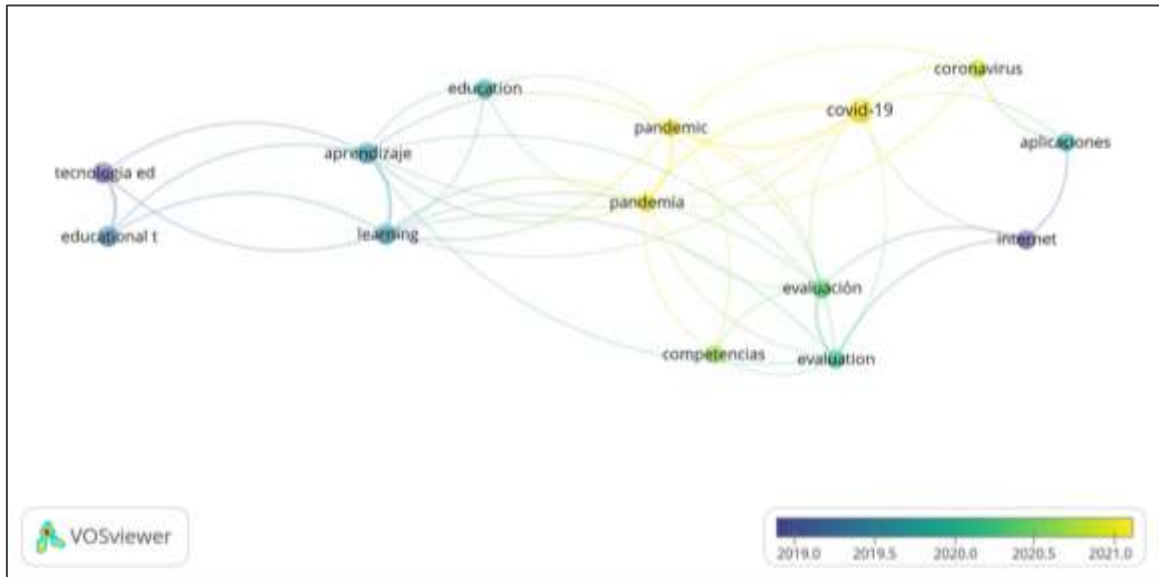 coronavirus
education
covid-19
pandemic
aplicaciones
aprendizaje
tecnologia ed
pandemia
educational t
learning
internet
evaluación
competencias
evaluation
VOSviewer
2019.0 2019.5 2020.0 2020.5 2021.0